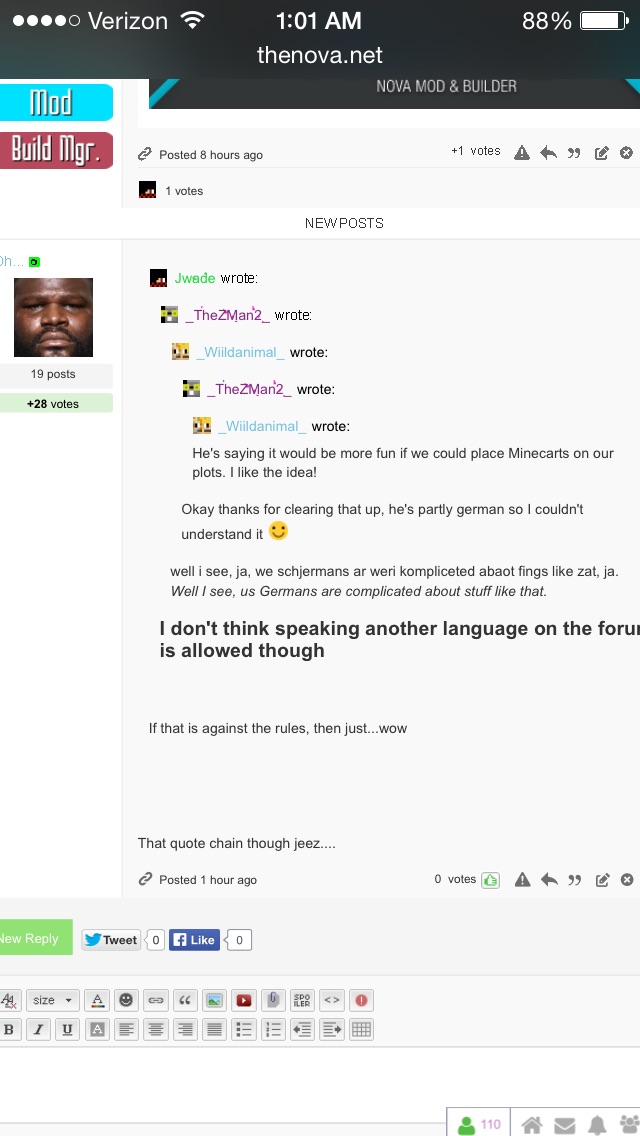 Verizon 1:01 AM 88%
thenova.net
Mod
NOVA MOD & BUILDER
Build Mgr.
Posted 8 hours ago +1 votes
1 votes
NEW POSTS
Oh...
19 posts
+28 votes
Jwade wrote:
_TheZMan2_ wrote:
_Wiildanimal_ wrote:
_TheZMan2_ wrote:
_Wiildanimal_ wrote:
He's saying it would be more fun if we could place Minecarts on our
plots. I like the idea!
Okay thanks for clearing that up, he's partly german so I couldn't
understand it
well i see, ja, we schjermans ar weri kompliceted abaot fings like zat, ja.
Well I see, us Germans are complicated about stuff like that.
I don't think speaking another language on the forum
is allowed though
If that is against the rules, then just...wow
That quote chain though jeez....
Posted 1 hour ago 0 votes
New Reply Tweet 0 Like 0
size A SPOILER <>
B I U A
110